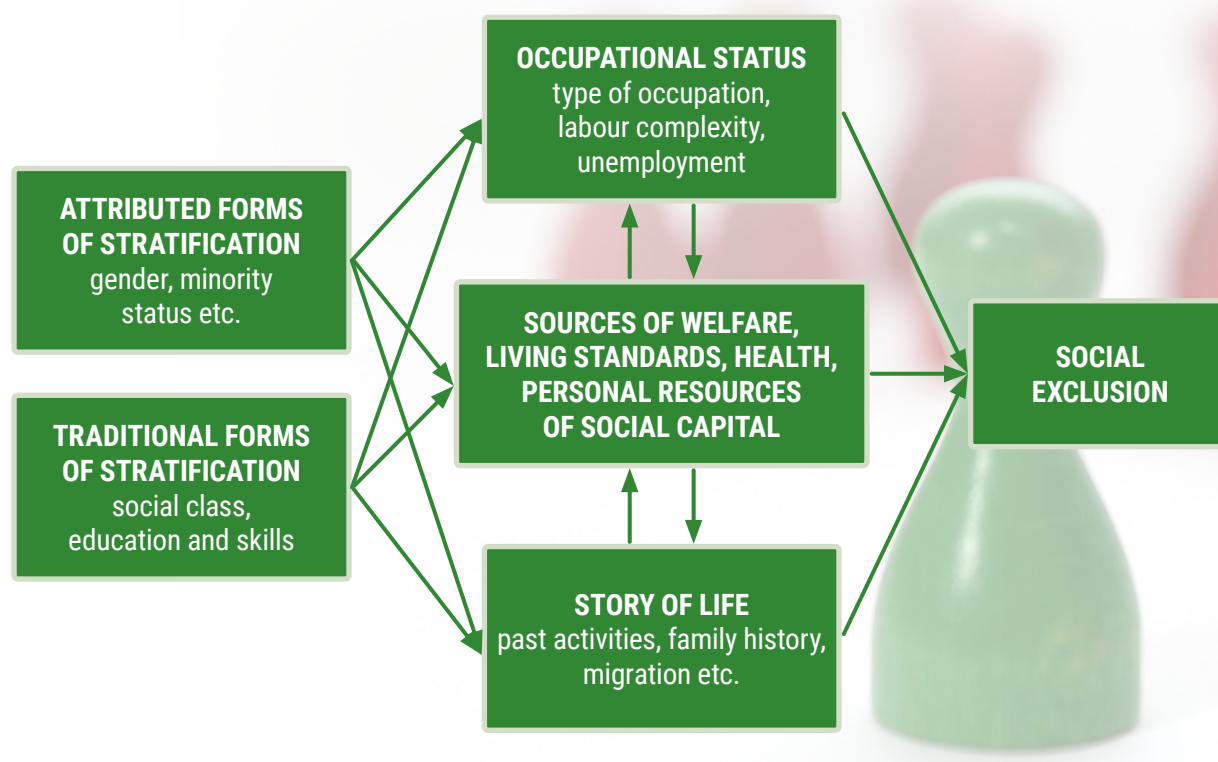 OCCUPATIONAL STATUS
type of occupation,
labour complexity,
unemployment
ATTRIBUTED FORMS
OF STRATIFICATION
gender, minority
status etc.
SOURCES OF WELFARE,
LIVING STANDARDS, HEALTH,
PERSONAL RESOURCES
OF SOCIAL CAPITAL
SOCIAL
EXCLUSION
TRADITIONAL FORMS
OF STRATIFICATION
social class,
education and skills
STORY OF LIFE
past activities, family history,
migration etc.